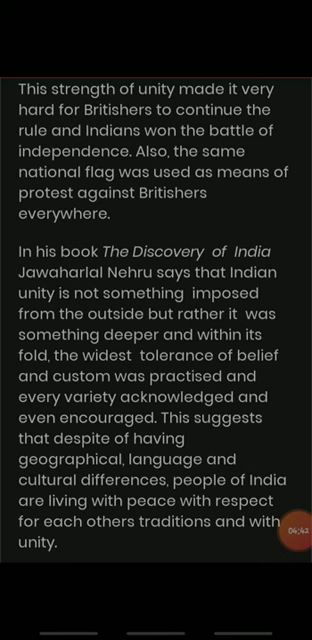 This strength of unity made it very
hard for Britishers to continue the
rule and Indians won the battle of
independence. Also, the same
national flag was used as means of
protest against Britishers
everywhere.
In his book The Discovery of India
Jawaharlal Nehru says that Indian
unity is not something imposed
from the outside but rather it was
something deeper and within its
fold, the widest tolerance of belief
and custom was practised and
every variety acknowledged and
even encouraged. This suggests
that despite of having
geographical, language and
cultural differences, people of India
are living with peace with respect
for each others traditions and with
unity.
04:42